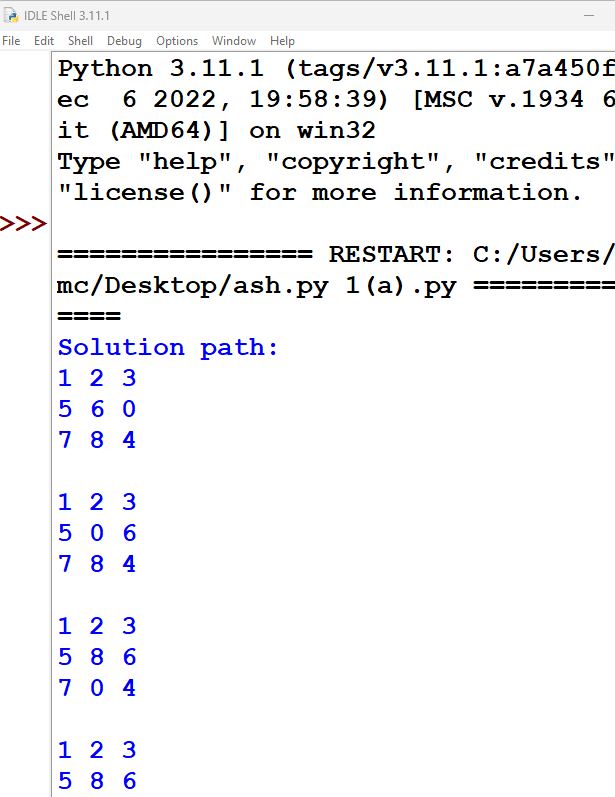 IDLE Shell 3.11.1
File Edit Shell Debug Options Window Help
Python 3.11.1 (tags/v3.11.1:a7a450f
ec  6 2022, 19:58:39) [MSC v.1934 6
it (AMD64)] on win32
Type "help", "copyright", "credits"
"license()" for more information.
>>>
================ RESTART: C:/Users/
mc/Desktop/ash.py 1(a).py =========
====
Solution path:
1 2 3
5 6 0
7 8 4
1 2 3
5 0 6
7 8 4
1 2 3
5 8 6
7 0 4
1 2 3
5 8 6